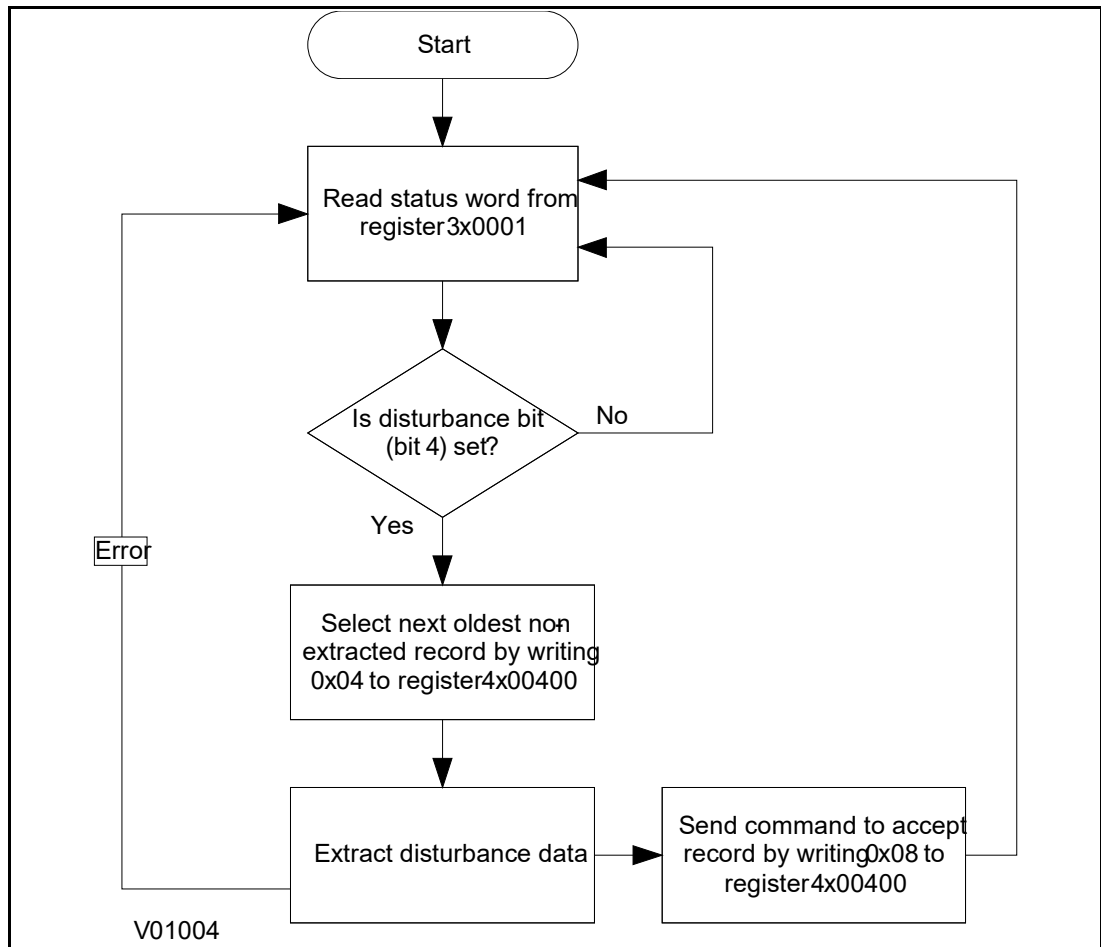 Start
Read status word from
register3x0001
Is disturbance bit
(bit 4) set?
No
Yes
Error
Select next oldest non-
extracted record by writing
0x04 to register4x00400
Extract disturbance data
Send command to accept
record by writing0x08 to
register4x00400
V01004